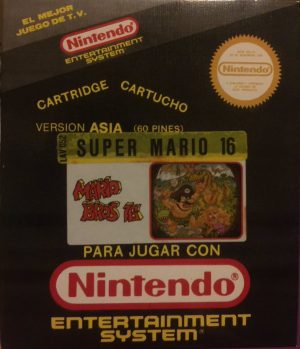 EL MEJOR
JUEGO DE T.V.
Nintendo
ENTERTAINMENT
SYSTEM
Nintendo
CARTRIDGE CARTUCHO
VERSION ASIA (60 PINES)
SUPER MARIO 16
MARIO
BROS 16
PARA JUGAR CON
Nintendo®
ENTERTAINMENT
SYSTEM